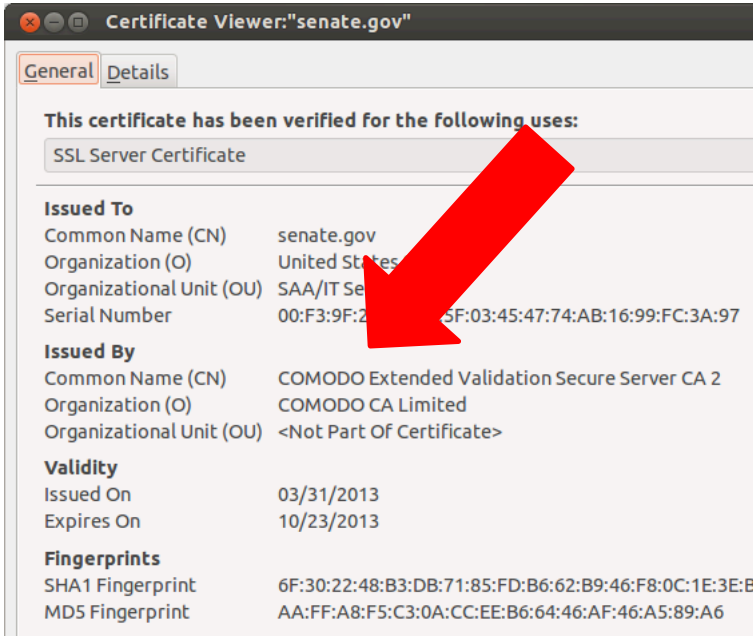 Certificate Viewer:"senate.gov"
General Details
This certificate has been verified for the following uses:
SSL Server Certificate
Issued To
Common Name (CN) senate.gov
Organization (O) United States
Organizational Unit (OU) SAA/IT
Serial Number 00:F3:9F: 5F:03:45:47:74:AB:16:99:FC:3A:97
Issued By
Common Name (CN) COMODO Extended Validation Secure Server CA 2
Organization (O) COMODO CA Limited
Organizational Unit (OU) <Not Part Of Certificate>
Validity
Issued On 03/31/2013
Expires On 10/23/2013
Fingerprints
SHA1 Fingerprint 6F:30:22:48:B3:DB:71:85:FD:B6:62:B9:46:F8:0C:1E:3E:
MD5 Fingerprint AA:FF:A8:F5:C3:0A:CC:EE:B6:64:46:AF:46:A5:89:A6